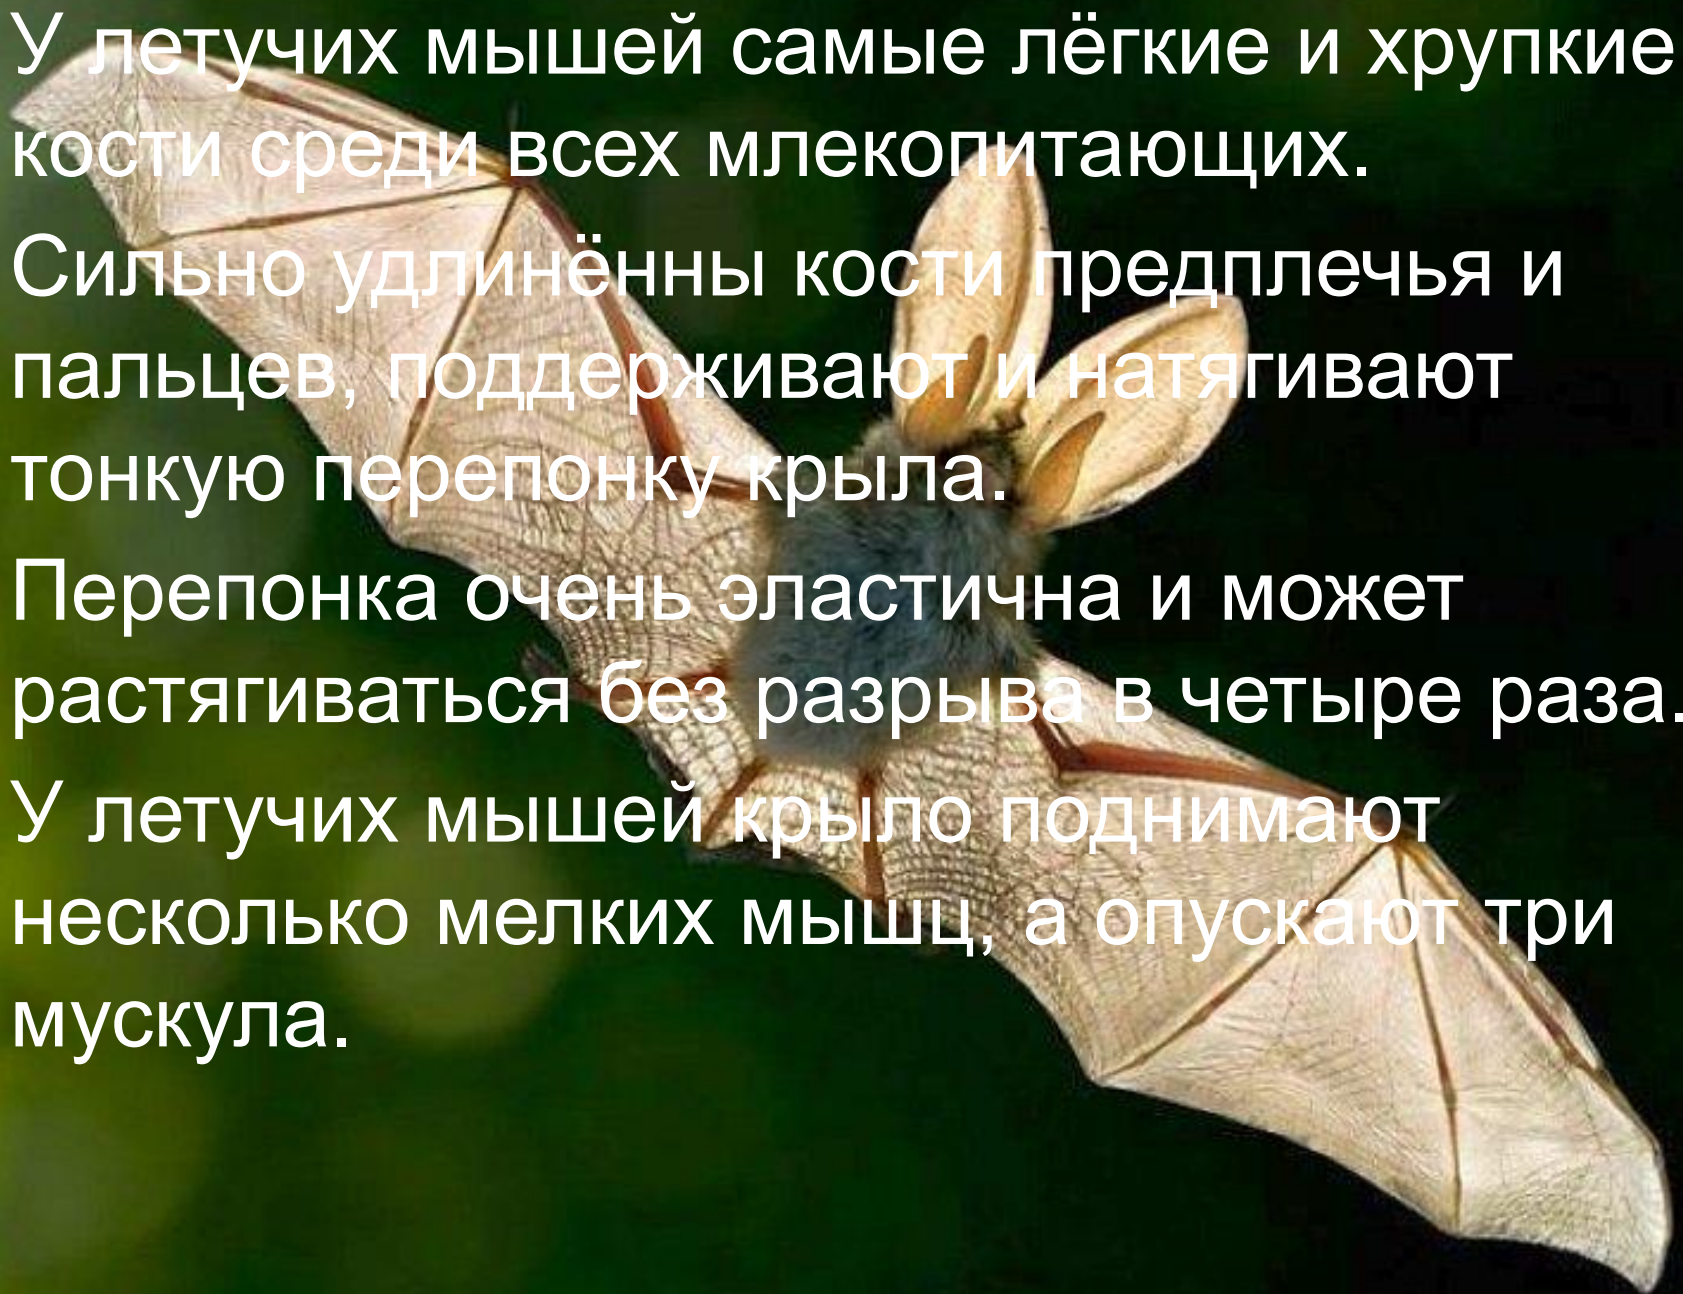 У летучих мышей самые лёгкие и хрупкие
кости среди всех млекопитающих.
Сильно удлинённы кости предплечья и
пальцев, поддерживают и натягивают
тонкую перепонку крыла.
Перепонка очень эластична и может
растягиваться без разрыва в четыре раза.
У летучих мышей крыло поднимают
несколько мелких мышц, а опускают три
мускула.